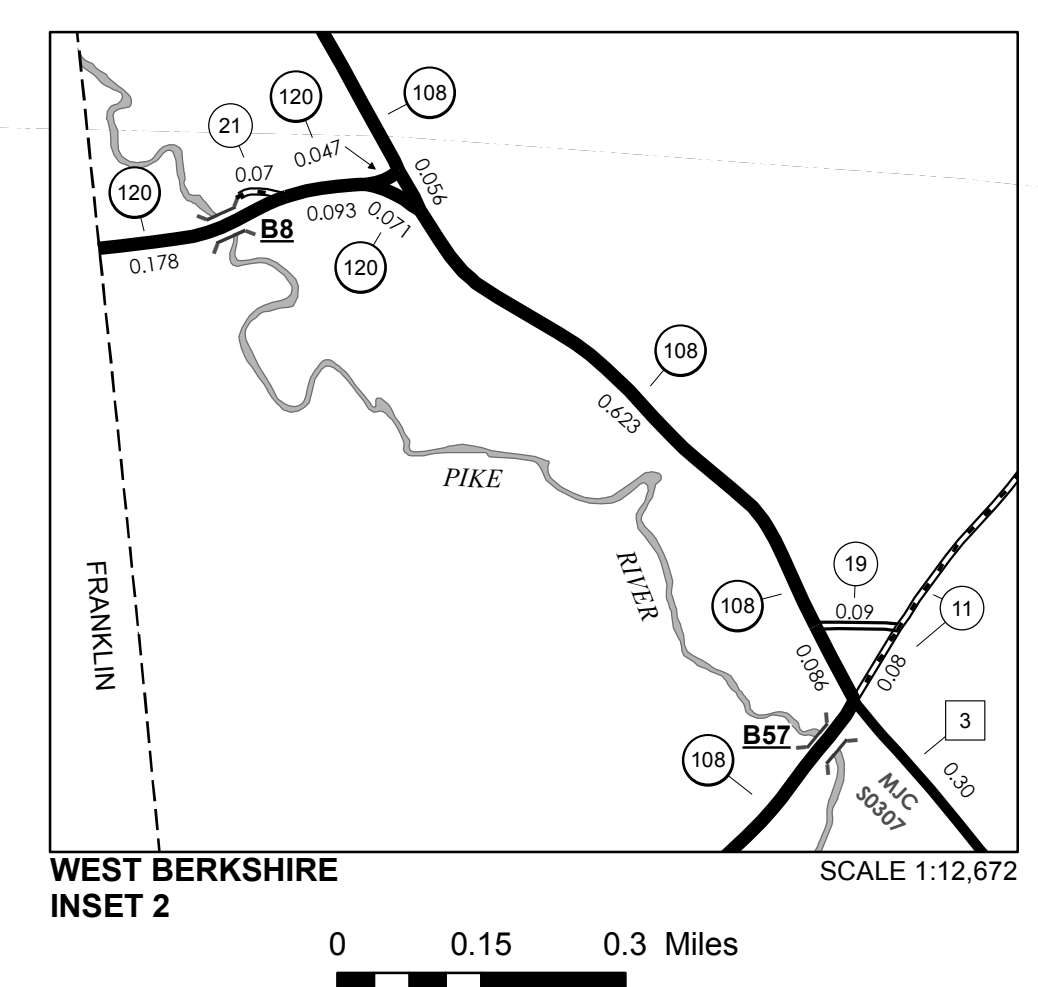 108
120
21
0.047
0.07
0.056
120
0.093
0.071
B8
120
0.178
108
0.623
PIKE
RIVER
FRANKLIN
19
108
0.09
11
0.086
0.08
3
B57
108
0.30
MJC
S0307
WEST BERKSHIRE
SCALE 1:12,672
INSET 2
0 0.15 0.3 Miles